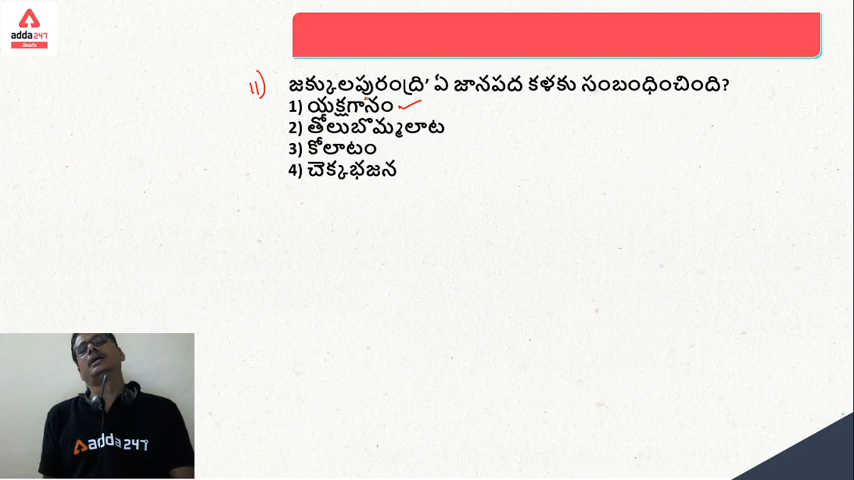 adda247
తెలుగు
11) జక్కులపురంద్రి’ ఏ జానపద కళకు సంబంధించింది?
1) యక్షగానం
2) తోలుబొమ్మలాట
3) కోలాటం
4) చెక్కభజన
adda247